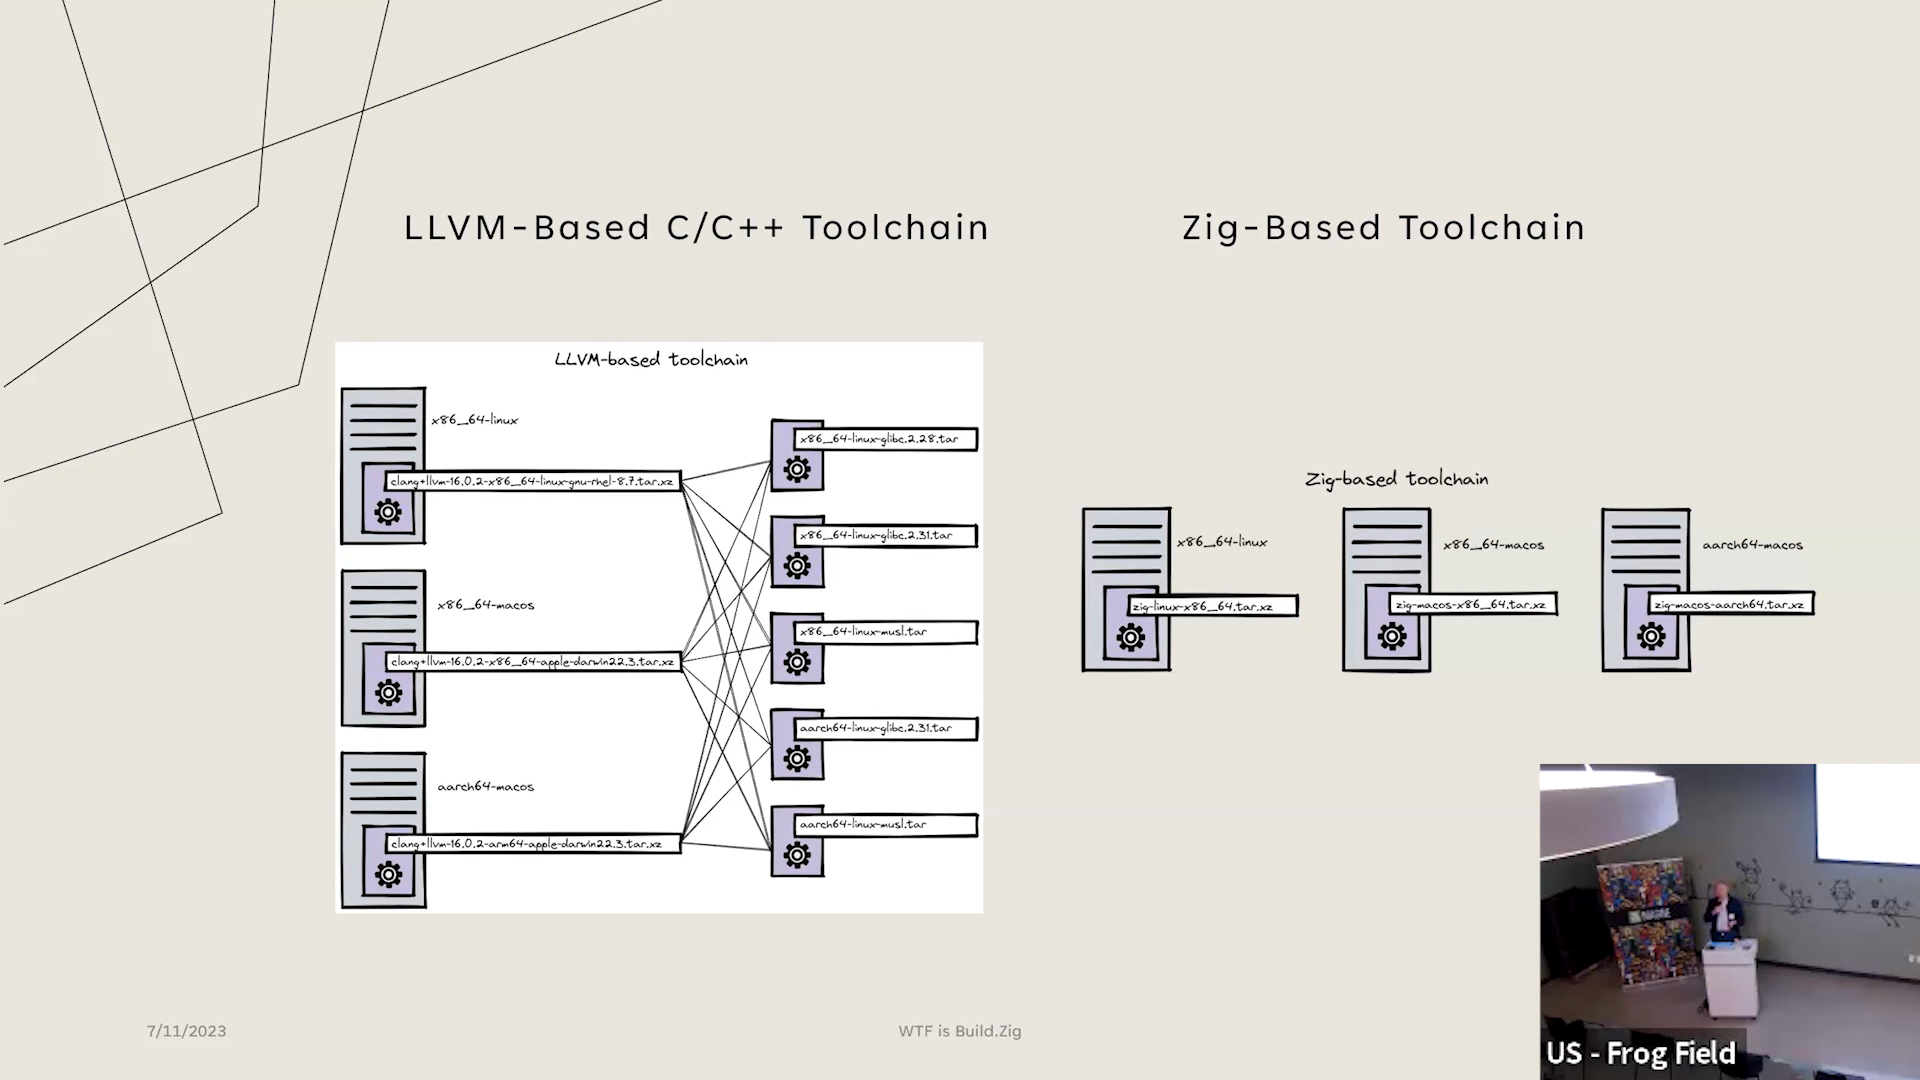 LLVM-Based C/C++ Toolchain
Zig-Based Toolchain
LLVM-based toolchain
x86_64-linux
clang+llvm-16.0.2-x86_64-linux-gnu-rhel-8.7.tar.xz
x86_64-macos
clang+llvm-16.0.2-x86_64-apple-darwin22.3.tar.xz
aarch64-macos
clang+llvm-16.0.2-arm64-apple-darwin22.3.tar.xz
x86_64-linux-glibc.2.28.tar
x86_64-linux-glibc.2.31.tar
x86_64-linux-musl.tar
aarch64-linux-glibc.2.31.tar
aarch64-linux-musl.tar
Zig-based toolchain
x86_64-linux
zig-linux-x86_64.tar.xz
x86_64-macos
zig-macos-x86_64.tar.xz
aarch64-macos
zig-macos-aarch64.tar.xz
7/11/2023
WTF is Build.Zig
IMAGINE
US - Frog Field